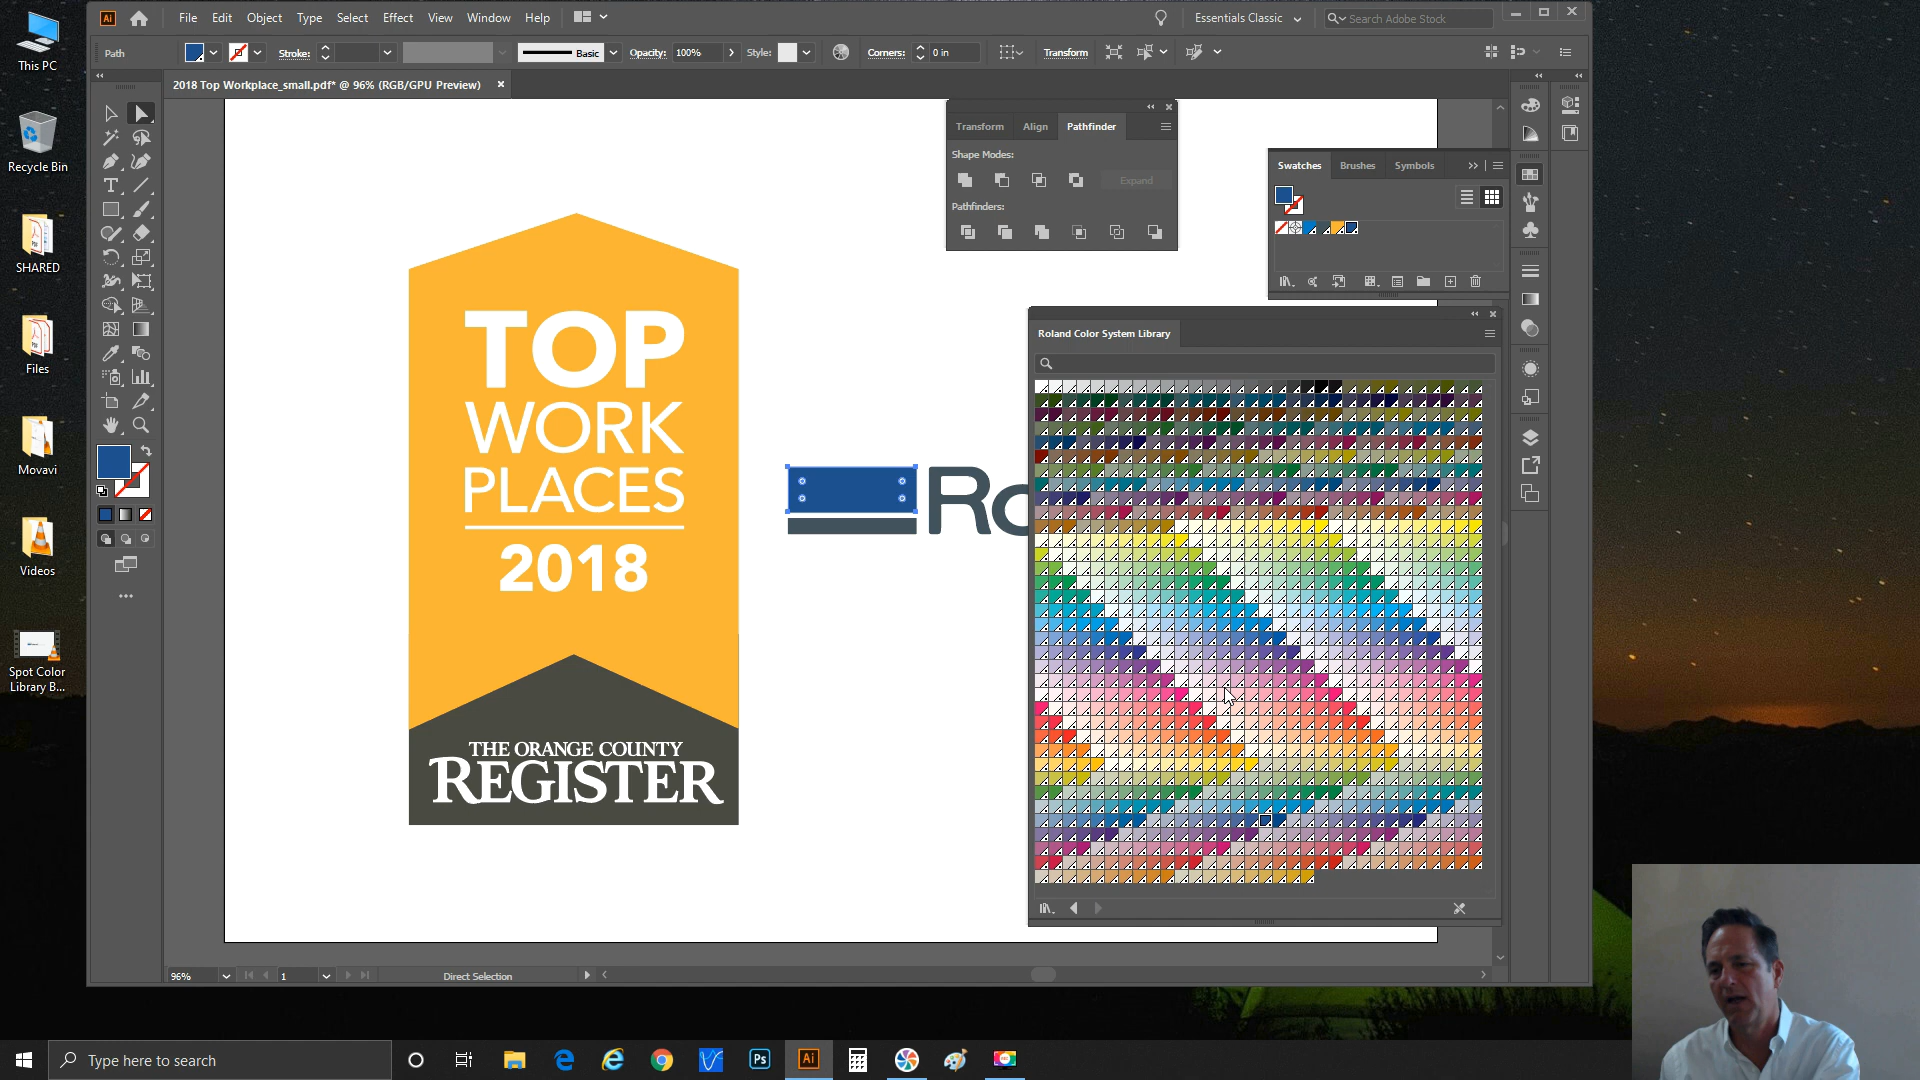 This PC
Recycle Bin
SHARED
Files
Movavi
Videos
Spot Color
Library B...
Ai
File Edit Object Type Select Effect View Window Help
Essentials Classic
Search Adobe Stock
Path
Stroke:
Basic
Opacity: 100%
Style:
Corners: 0 in
Transform
2018 Top Workplace_small.pdf* @ 96% (RGB/GPU Preview)
Transform Align Pathfinder
Shape Modes:
Expand
Pathfinders:
Swatches Brushes Symbols
Roland Color System Library
TOP
WORK
PLACES
2018
THE ORANGE COUNTY
REGISTER
Ro
96%
1
Direct Selection
Type here to search
Ps
Ai